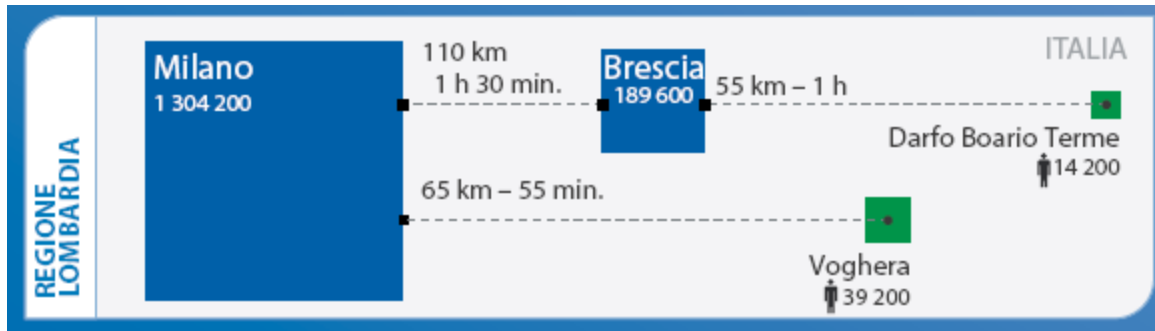 REGIONE
LOMBARDIA
Milano
1 304 200
110 km
1 h 30 min.
Brescia
189 600
55 km – 1 h
ITALIA
Darfo Boario Terme
14 200
65 km – 55 min.
Voghera
39 200